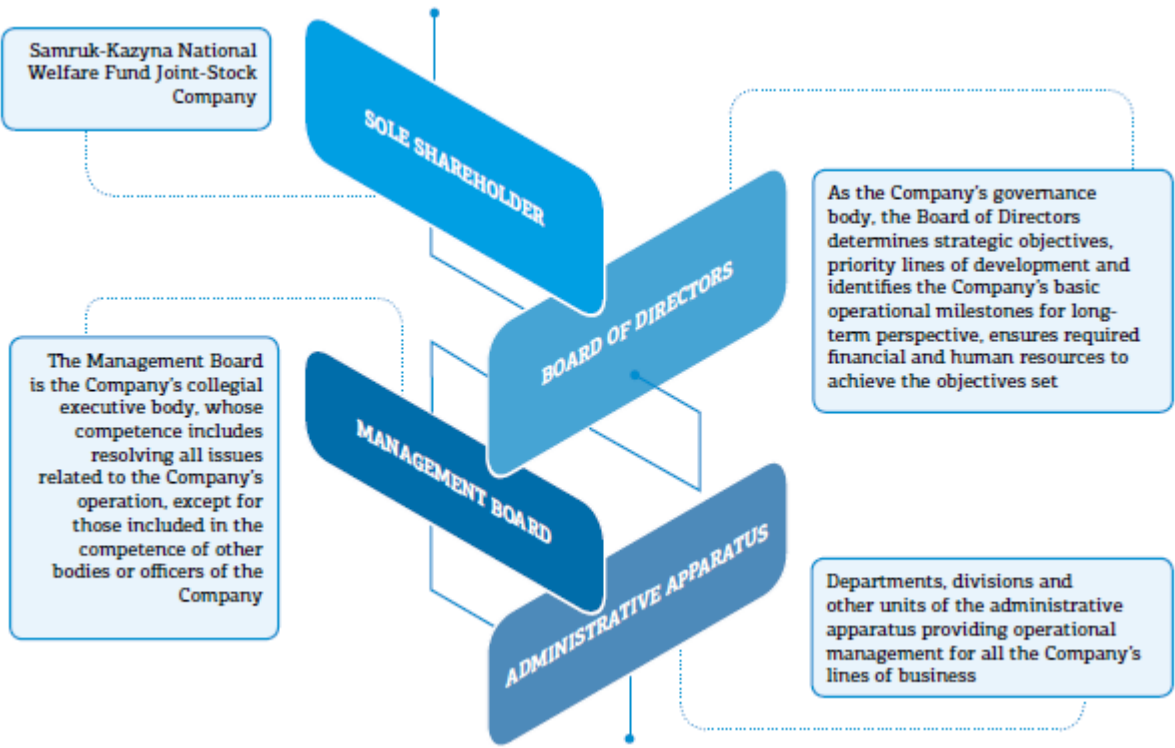 Samruk-Kazyna National
Welfare Fund Joint-Stock
Company
SOLE SHAREHOLDER
As the Company's governance
body, the Board of Directors
determines strategic objectives,
priority lines of development and
identifies the Company's basic
operational milestones for long-
term perspective, ensures required
financial and human resources to
achieve the objectives set
BOARD OF DIRECTORS
The Management Board
is the Company's collegial
executive body, whose
competence includes
resolving all issues
related to the Company's
operation, except for
those included in the
competence of other
bodies or officers of the
Company
MANAGEMENT BOARD
ADMINISTRATIVE APPARATUS
Departments, divisions and
other units of the administrative
apparatus providing operational
management for all the Company's
lines of business